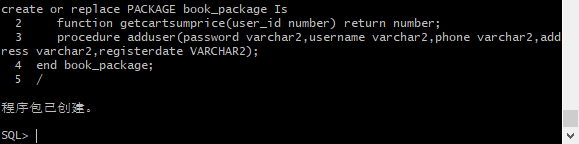 create or replace PACKAGE book_package Is
2 function getcartsumprice(user_id number) return number;
3 procedure adduser(password varchar2,username varchar2,phone varchar2,add
ress varchar2,registerdate VARCHAR2);
4 end book_package;
5 /
程序包已创建。
SQL>